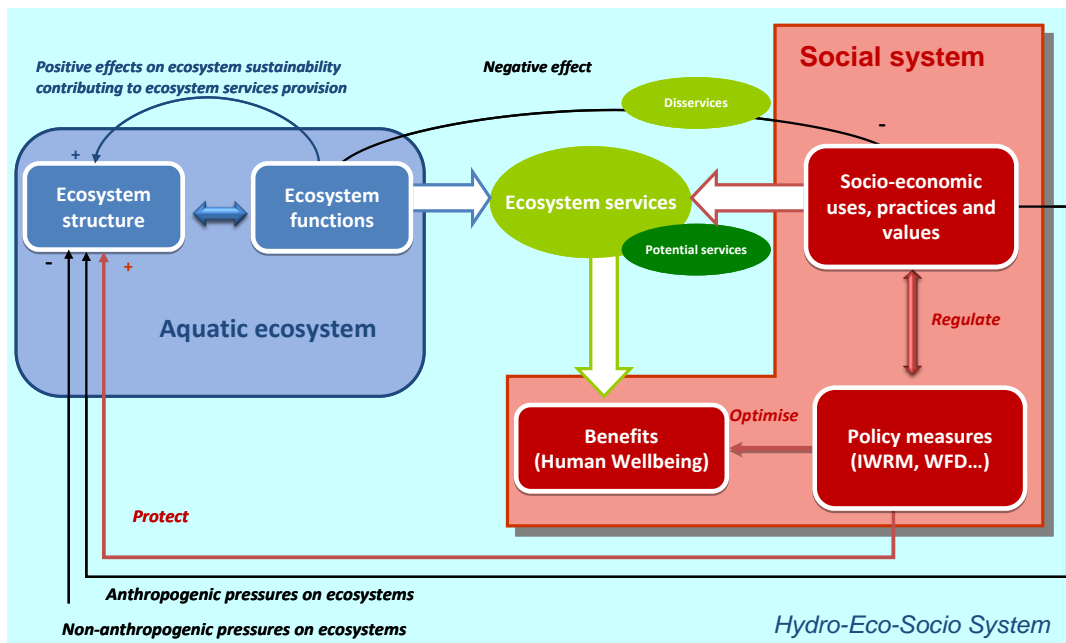 Social system
Positive effects on ecosystem sustainability
contributing to ecosystem services provision
Negative effect
Disservices
-
+
Ecosystem
structure
Ecosystem
functions
Ecosystem services
Socio-economic
uses, practices and
values
Potential services
-
+
Aquatic ecosystem
Regulate
Benefits
(Human Wellbeing)
Optimise
Policy measures
(IWRM, WFD...)
Protect
Anthropogenic pressures on ecosystems
Non-anthropogenic pressures on ecosystems
Hydro-Eco-Socio System